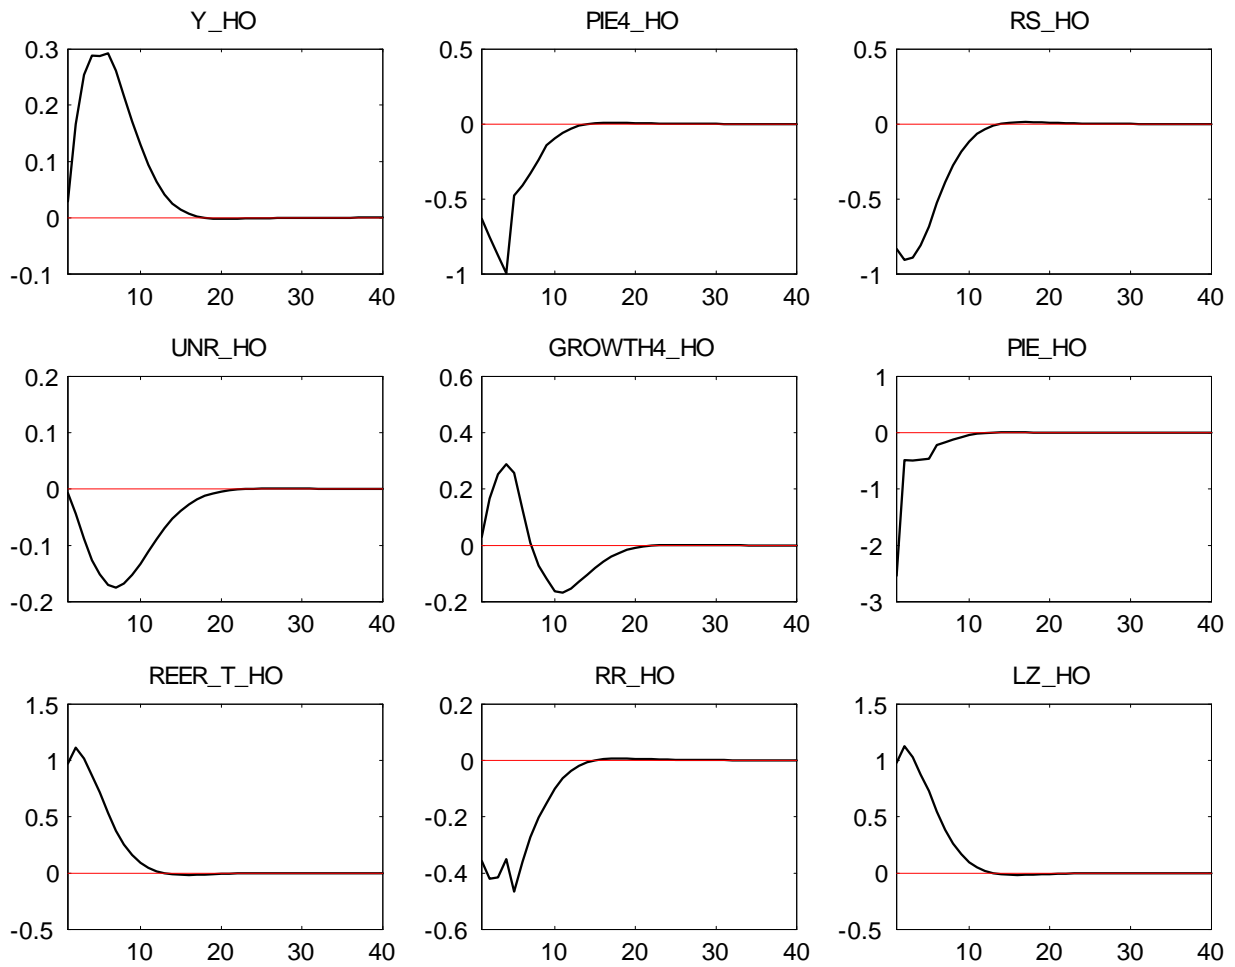 Y_HO PIE4_HO RS_HO
0.3 0.5 0.5
0.2 0
0 0.1
-0.5 -0.5
0
-0.1 -1 -1
10 20 30 40 10 20 30 40 10 20 30 40
UNR_HO GROWTH4_HO PIE_HO
0.2 0.6 1
0.1 0.4 0
0 0.2 -1
-0.1 0 -2
-0.2 -0.2 -3
10 20 30 40 10 20 30 40 10 20 30 40
REER_T_HO RR_HO LZ_HO
1.5 0.2 1.5
1 0 1
0.5 -0.2 0.5
0 -0.4 0
-0.5 -0.6 -0.5
10 20 30 40 10 20 30 40 10 20 30 40